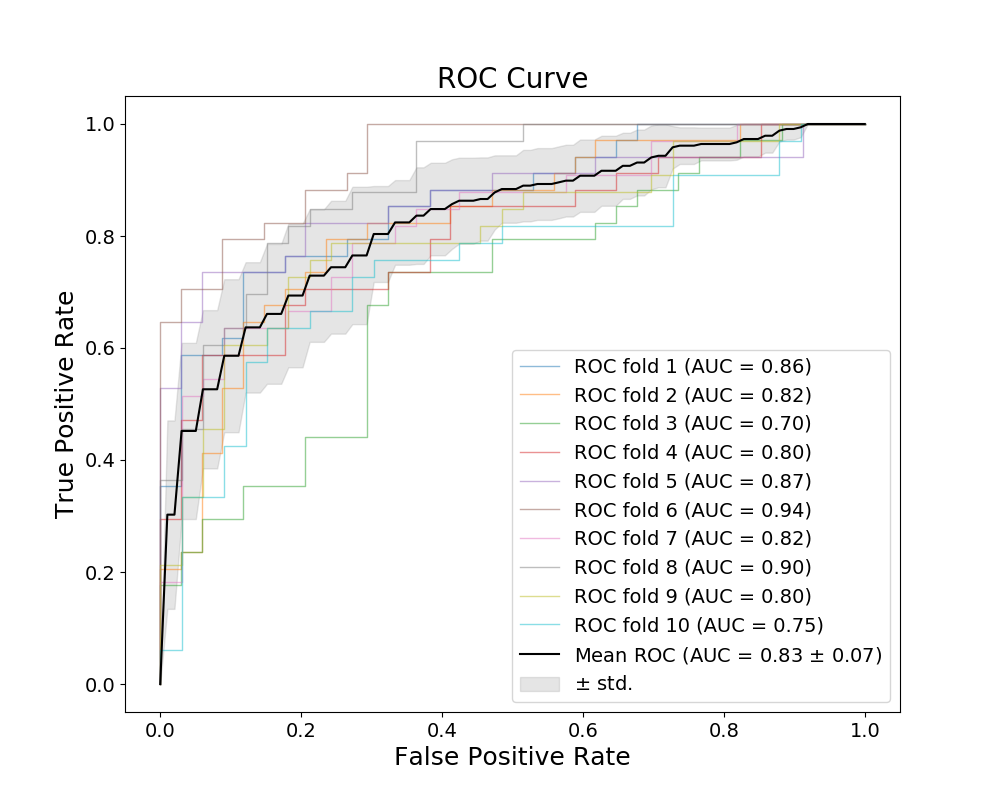 ROC Curve
True Positive Rate
1.0
0.8
0.6
0.4
0.2
0.0
ROC fold 1 (AUC = 0.86)
ROC fold 2 (AUC = 0.82)
ROC fold 3 (AUC = 0.70)
ROC fold 4 (AUC = 0.80)
ROC fold 5 (AUC = 0.87)
ROC fold 6 (AUC = 0.94)
ROC fold 7 (AUC = 0.82)
ROC fold 8 (AUC = 0.90)
ROC fold 9 (AUC = 0.80)
ROC fold 10 (AUC = 0.75)
Mean ROC (AUC = 0.83 ± 0.07)
± std.
0.0 0.2 0.4 0.6 0.8 1.0
False Positive Rate